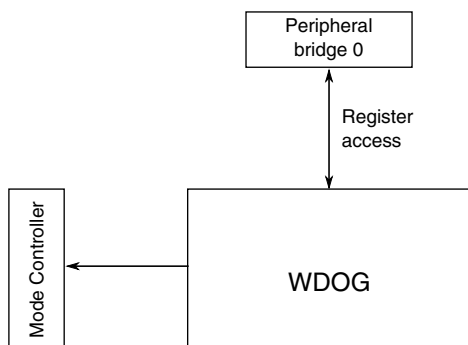 Peripheral
bridge 0
Register
access
Mode Controller
WDOG